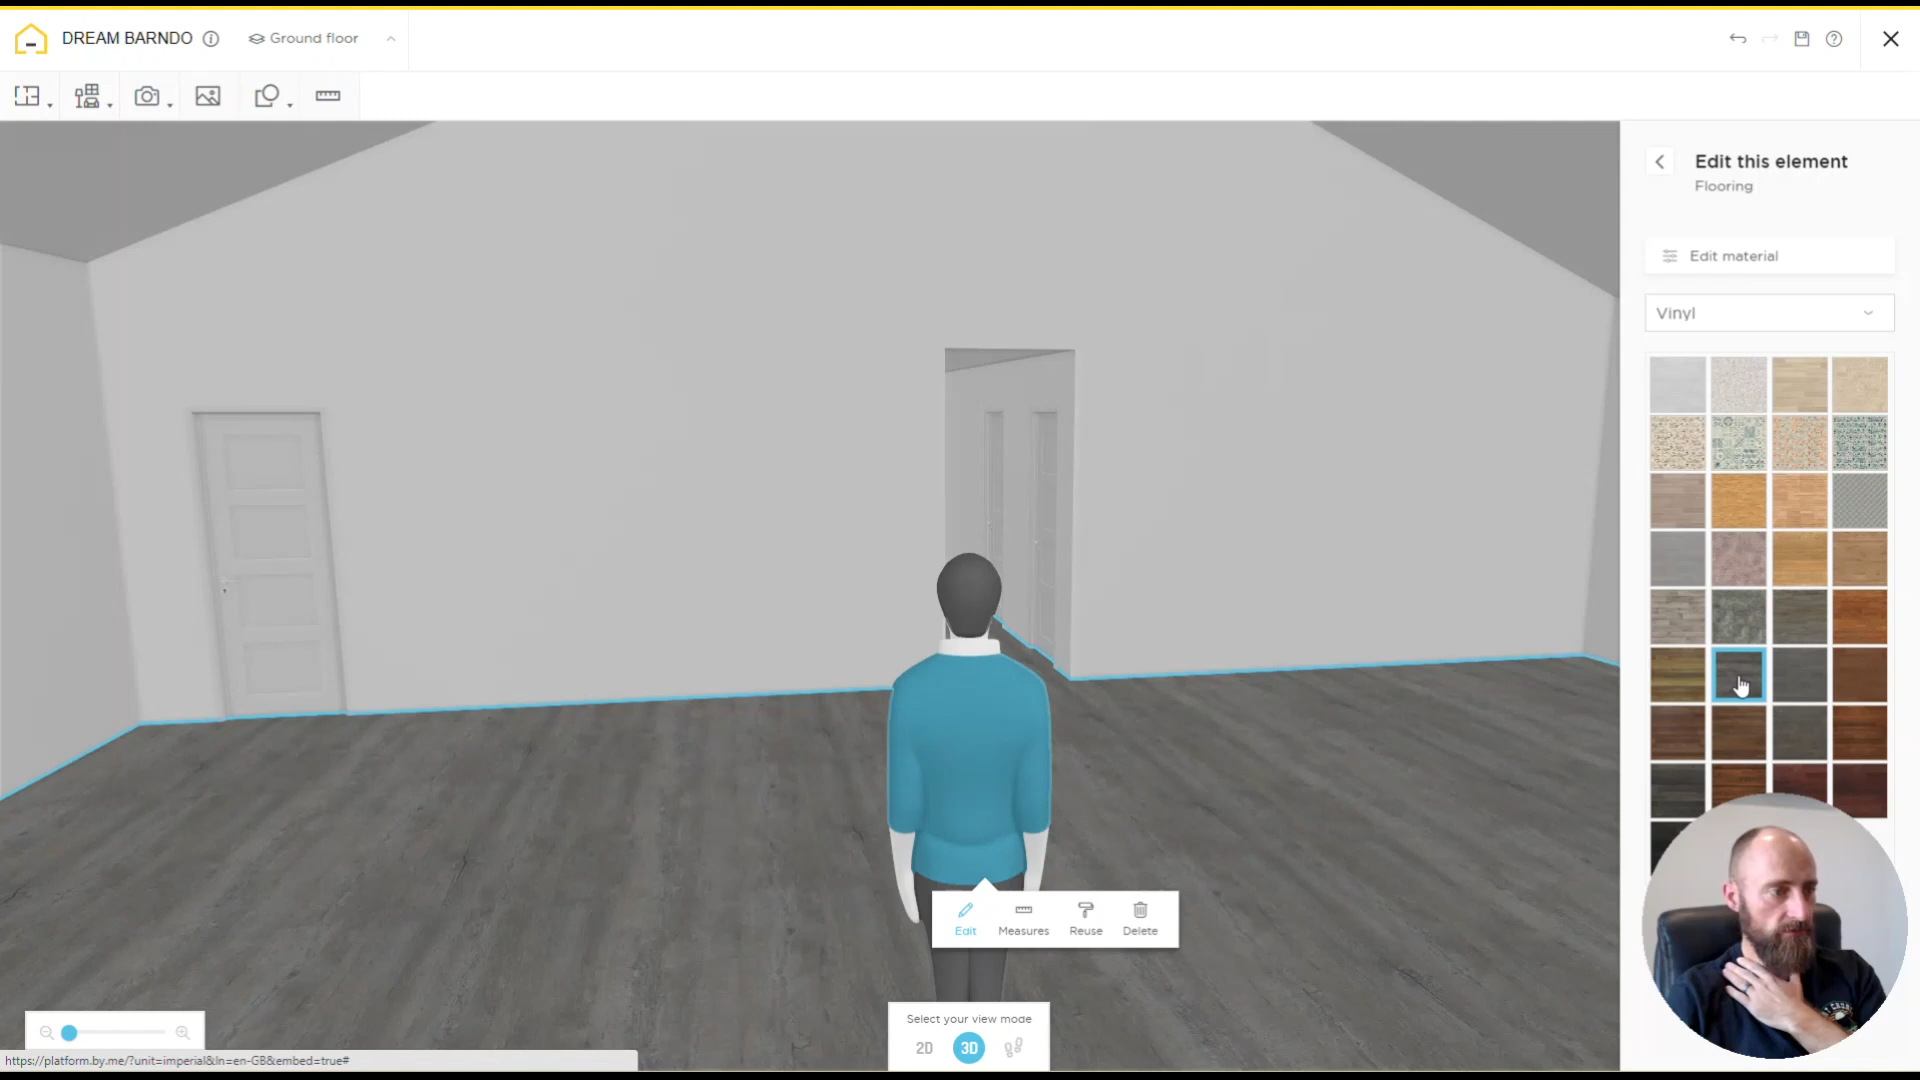 DREAM BARNDO
Ground floor
Edit this element
Flooring
Edit material
Vinyl
Edit
Measures
Reuse
Delete
Select your view mode
2D
3D
https://platform.by.me/?unit=imperial&ln=en-GB&embed=true#